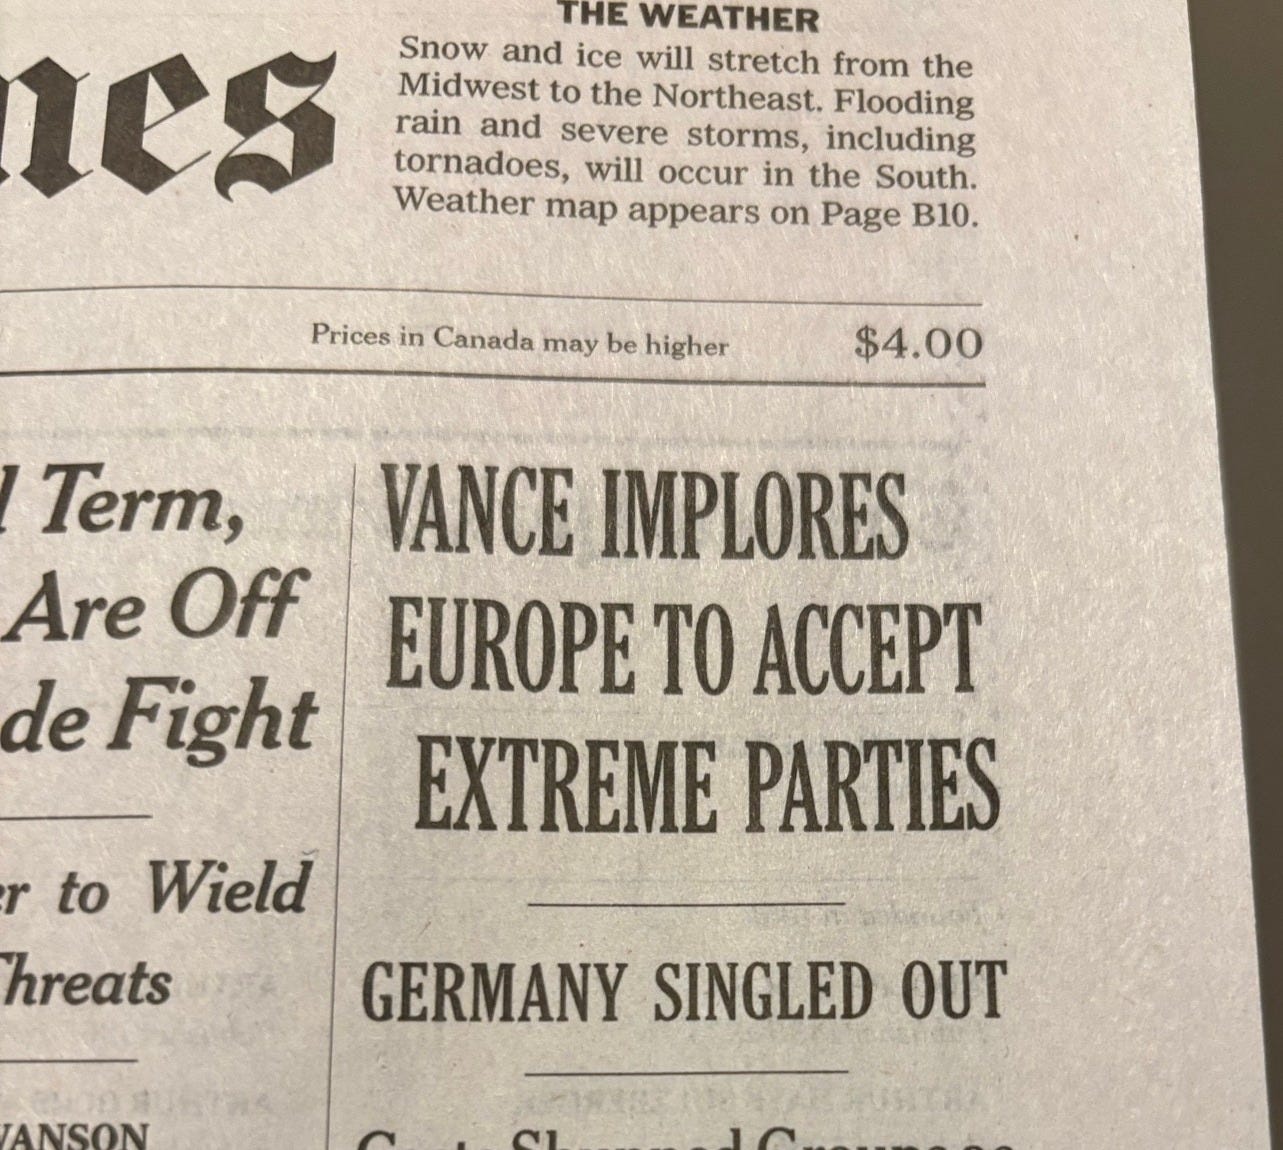 mes
THE WEATHER
Snow and ice will stretch from the
Midwest to the Northeast. Flooding
rain and severe storms, including
tornadoes, will occur in the South.
Weather map appears on Page B10.
Prices in Canada may be higher $4.00
l Term,
Are Off
de Fight
er to Wield
Threats
VANSON
VANCE IMPLORES
EUROPE TO ACCEPT
EXTREME PARTIES
GERMANY SINGLED OUT